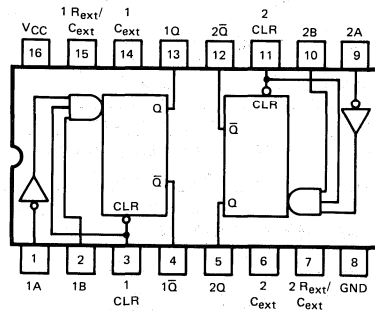 1 Rext/ 1 2
VCC Cext Cext 1Q 2Q̅ CLR 2B 2A
16 15 14 13 12 11 10 9
Q CLR
Q̅
Q̅ Q
CLR
1 2 3 4 5 6 7 8
1A 1B 1 1Q̅ 2Q 2 2 Rext/ GND
CLR Cext Cext